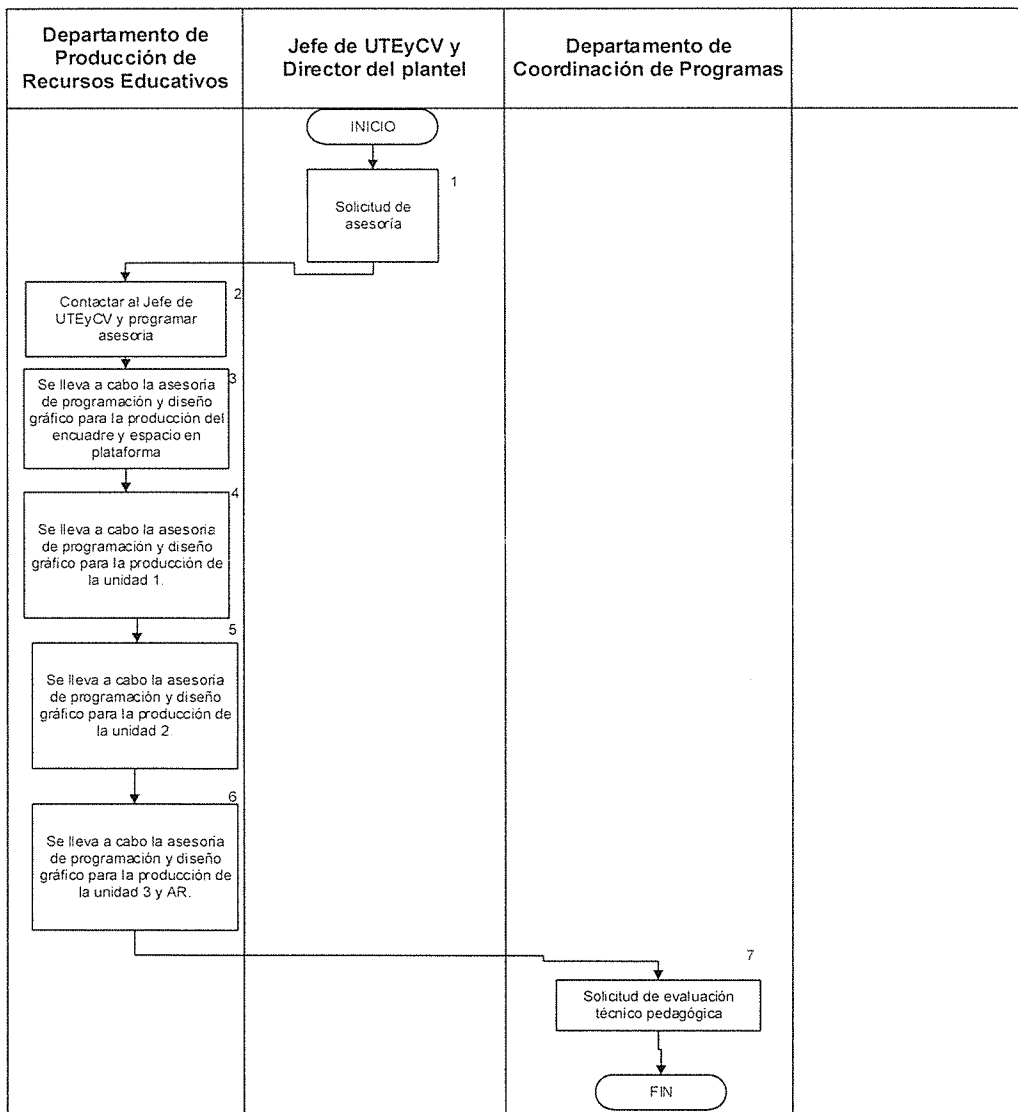 Departamento de
Producción de
Recursos Educativos
Jefe de UTEyCV y
Director del plantel
Departamento de
Coordinación de Programas
INICIO
1
Solicitud de
asesoría
2
Contactar al Jefe de
UTEyCV y programar
asesoria
3
Se lleva a cabo la asesoria
de programación y diseño
gráfico para la producción del
encuadre y espacio en
plataforma
4
Se lleva a cabo la asesoria
de programación y diseño
gráfico para la producción de
la unidad 1.
5
Se lleva a cabo la asesoria
de programación y diseño
gráfico para la producción de
la unidad 2.
6
Se lleva a cabo la asesoria
de programación y diseño
gráfico para la producción de
la unidad 3 y AR.
7
Solicitud de evaluación
técnico pedagógica
FIN